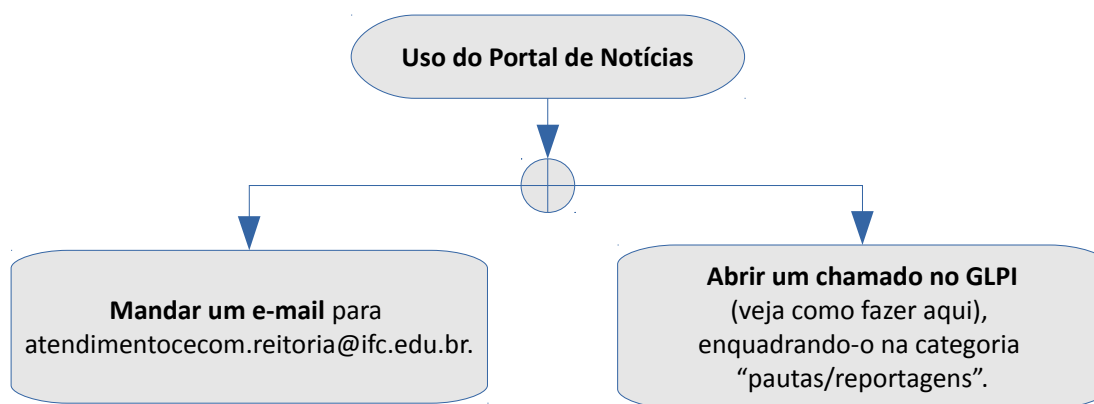 Uso do Portal de Notícias
Mandar um e-mail para
atendimentocecom.reitoria@ifc.edu.br.
Abrir um chamado no GLPI
(veja como fazer aqui),
enquadrando-o na categoria
“pautas/reportagens”.